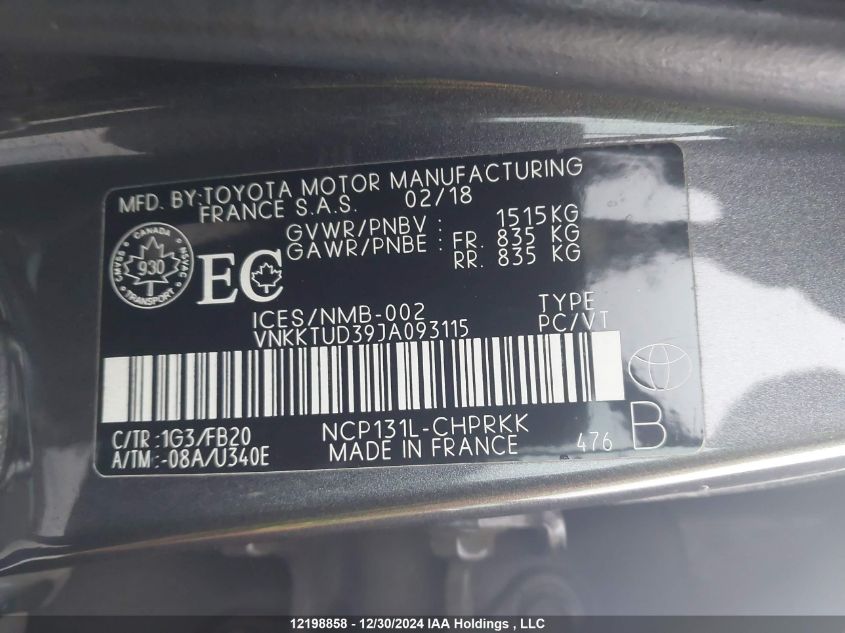 MFD. BY:TOYOTA MOTOR MANUFACTURING
FRANCE S.A.S. 02/18
GVWR/PNBV : 1515KG
GAWR/PNBE : FR. 835 KG
RR. 835 KG
CANADA
CMVSS
930
NSVAC
TRANSPORT
EC
ICES/NMB-002 TYPE
VNKKTUD39JA093115 PC/VT
C/TR :1G3/FB20 NCP131L-CHPRKK
A/TM :-08A/U340E MADE IN FRANCE 476 B
12198858 - 12/30/2024 IAA Holdings , LLC